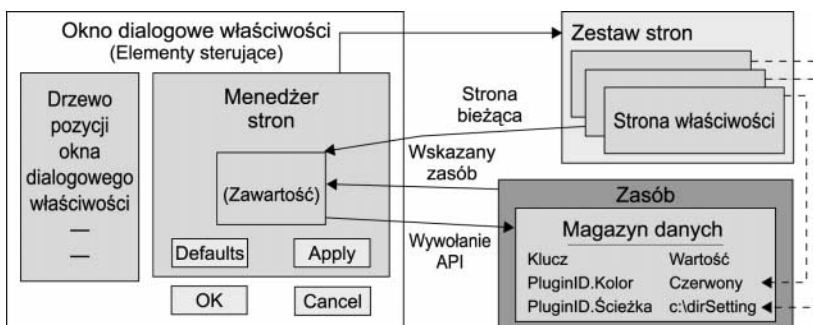 Okno dialogowe właściwości
(Elementy sterujące)
Drzewo
pozycji
okna
dialogowego
właściwości
Menedżer
stron
(Zawartość)
Defaults
Apply
OK
Cancel
Strona
bieżąca
Wskazany
zasób
Wywołanie
API
Zestaw stron
Strona właściwości
Zasób
Magazyn danych
Klucz Wartość
PluginID.Kolor Czerwony
PluginID.Ścieżka c:\dirSetting